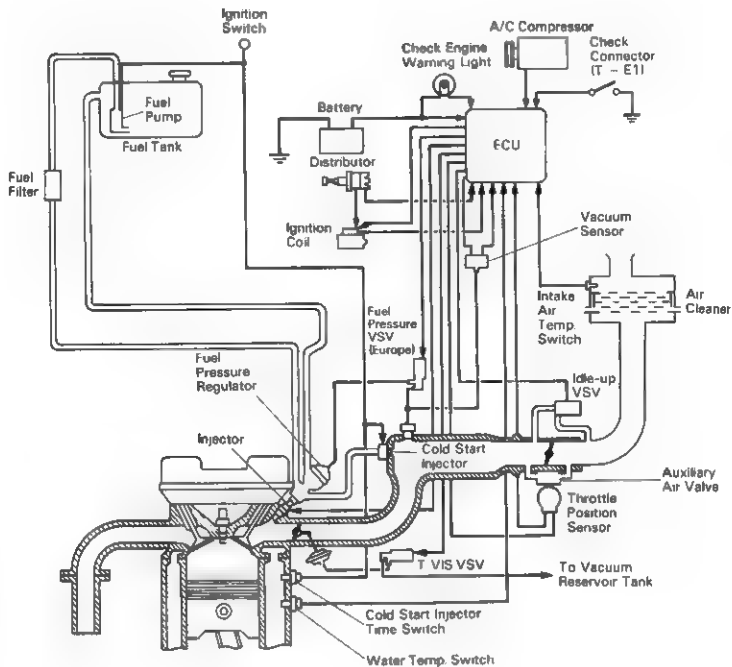 Ignition
Switch
A/C Compressor
Check Engine
Warning Light
Check
Connector
(T – E1)
Fuel
Pump
Fuel Tank
Battery
ECU
Distributor
Fuel
Filter
Ignition
Coil
Vacuum
Sensor
Intake
Air
Temp.
Switch
Air
Cleaner
Fuel
Pressure
VSV
(Europe)
Fuel
Pressure
Regulator
Idle-up
VSV
Injector
Cold Start
Injector
Auxiliary
Air Valve
Throttle
Position
Sensor
T VIS VSV
To Vacuum
Reservoir Tank
Cold Start Injector
Time Switch
Water Temp. Switch